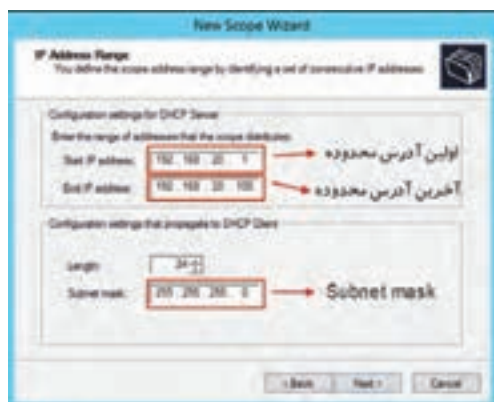 New Scope Wizard
IP Address Range
You define the scope address range by identifying a set of consecutive IP addresses.
Configuration settings for DHCP Server
Enter the range of addresses that the scope distributes.
Start IP address: 192 . 168 . 20 . 1
اولین آدرس محدوده
End IP address: 192 . 168 . 20 . 100
آخرین آدرس محدوده
Configuration settings that propagate to DHCP Client
Length: 24
Subnet mask: 255 . 255 . 255 . 0
Subnet mask
< Back
Next >
Cancel